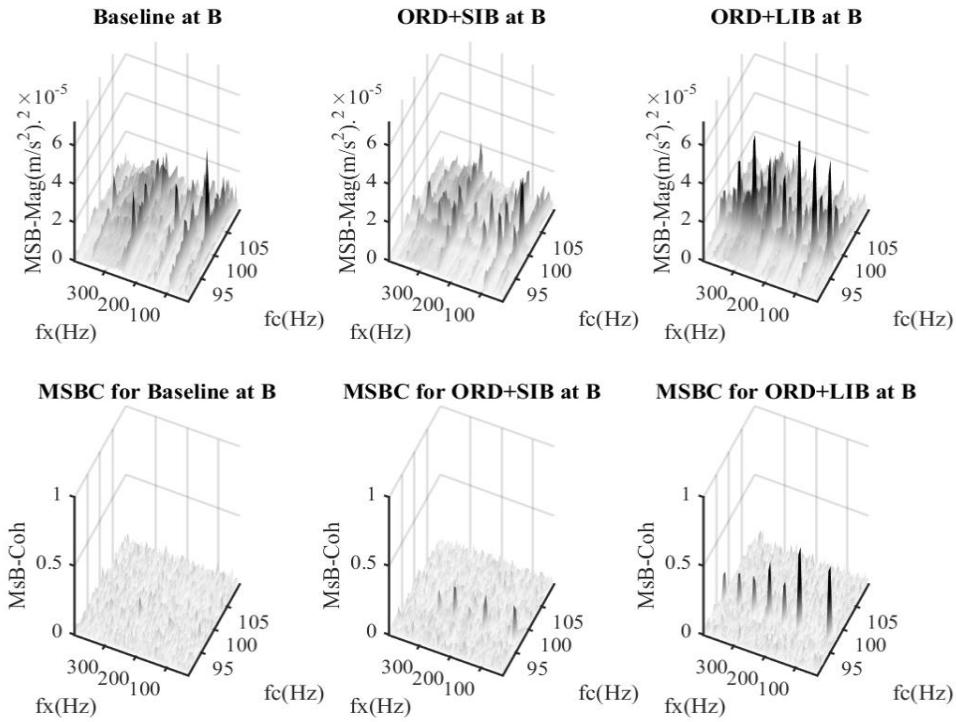 Baseline at B
ORD+SIB at B
ORD+LIB at B
MSB-Mag(m/s²).² ×10⁻⁵
6
4
2
0
300
200
100
fx(Hz)
95
100
105
fc(Hz)
MSB-Mag(m/s²).² ×10⁻⁵
6
4
2
0
300
200
100
fx(Hz)
95
100
105
fc(Hz)
MSB-Mag(m/s²).² ×10⁻⁵
6
4
2
0
300
200
100
fx(Hz)
95
100
105
fc(Hz)
MSBC for Baseline at B
MSBC for ORD+SIB at B
MSBC for ORD+LIB at B
MsB-Coh
1
0.5
0
300
200
100
fx(Hz)
95
100
105
fc(Hz)
MsB-Coh
1
0.5
0
300
200
100
fx(Hz)
95
100
105
fc(Hz)
MsB-Coh
1
0.5
0
300
200
100
fx(Hz)
95
100
105
fc(Hz)